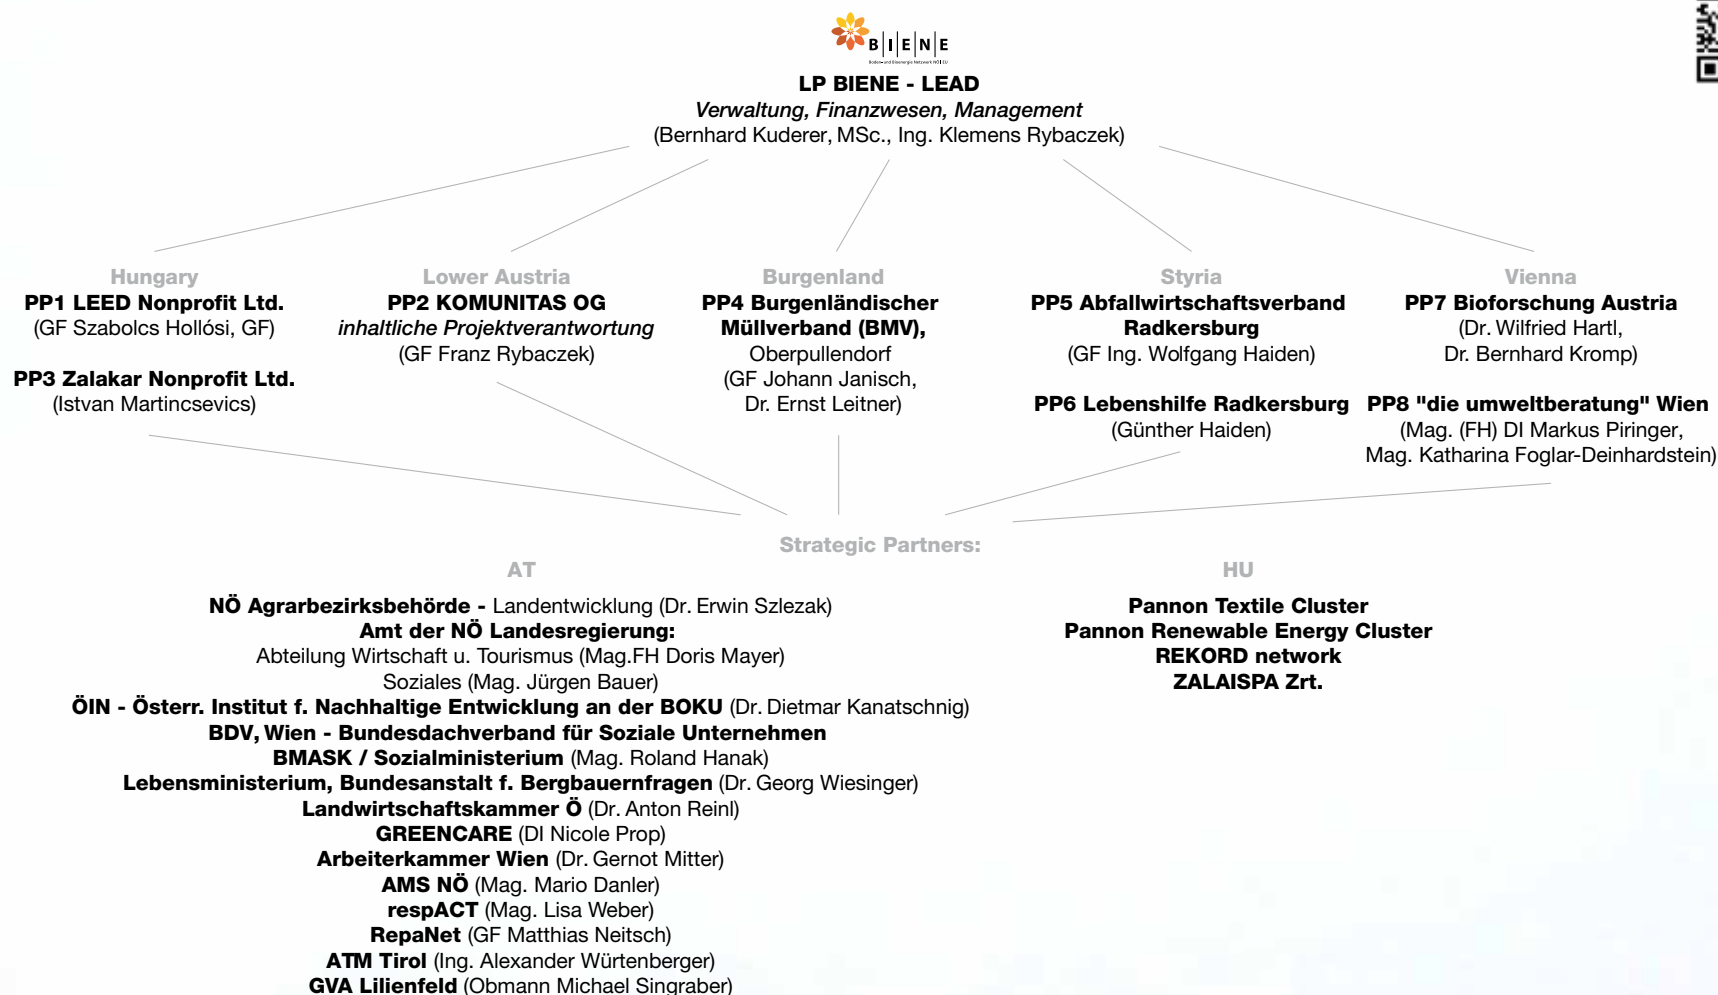 B|I|E|N|E
Boden- und Bioenergie Netzwerk NÖ | EU
LP BIENE - LEAD
Verwaltung, Finanzwesen, Management
(Bernhard Kuderer, MSc., Ing. Klemens Rybaczek)
Hungary
PP1 LEED Nonprofit Ltd.
(GF Szabolcs Hollósi, GF)
PP3 Zalakar Nonprofit Ltd.
(Istvan Martincsevics)
Lower Austria
PP2 KOMUNITAS OG
inhaltliche Projektverantwortung
(GF Franz Rybaczek)
Burgenland
PP4 Burgenländischer
Müllverband (BMV),
Oberpullendorf
(GF Johann Janisch,
Dr. Ernst Leitner)
Styria
PP5 Abfallwirtschaftsverband
Radkersburg
(GF Ing. Wolfgang Haiden)
PP6 Lebenshilfe Radkersburg
(Günther Haiden)
Vienna
PP7 Bioforschung Austria
(Dr. Wilfried Hartl,
Dr. Bernhard Kromp)
PP8 "die umweltberatung" Wien
(Mag. (FH) DI Markus Piringer,
Mag. Katharina Foglar-Deinhardstein)
Strategic Partners:
AT
NÖ Agrarbezirksbehörde - Landentwicklung (Dr. Erwin Szlezak)
Amt der NÖ Landesregierung:
Abteilung Wirtschaft u. Tourismus (Mag.FH Doris Mayer)
Soziales (Mag. Jürgen Bauer)
ÖIN - Österr. Institut f. Nachhaltige Entwicklung an der BOKU (Dr. Dietmar Kanatschnig)
BDV, Wien - Bundesdachverband für Soziale Unternehmen
BMASK / Sozialministerium (Mag. Roland Hanak)
Lebensministerium, Bundesanstalt f. Bergbauernfragen (Dr. Georg Wiesinger)
Landwirtschaftskammer Ö (Dr. Anton Reinl)
GREENCARE (DI Nicole Prop)
Arbeiterkammer Wien (Dr. Gernot Mitter)
AMS NÖ (Mag. Mario Danler)
respACT (Mag. Lisa Weber)
RepaNet (GF Matthias Neitsch)
ATM Tirol (Ing. Alexander Würtenberger)
GVA Lilienfeld (Obmann Michael Singraber)
HU
Pannon Textile Cluster
Pannon Renewable Energy Cluster
REKORD network
ZALAISPA Zrt.